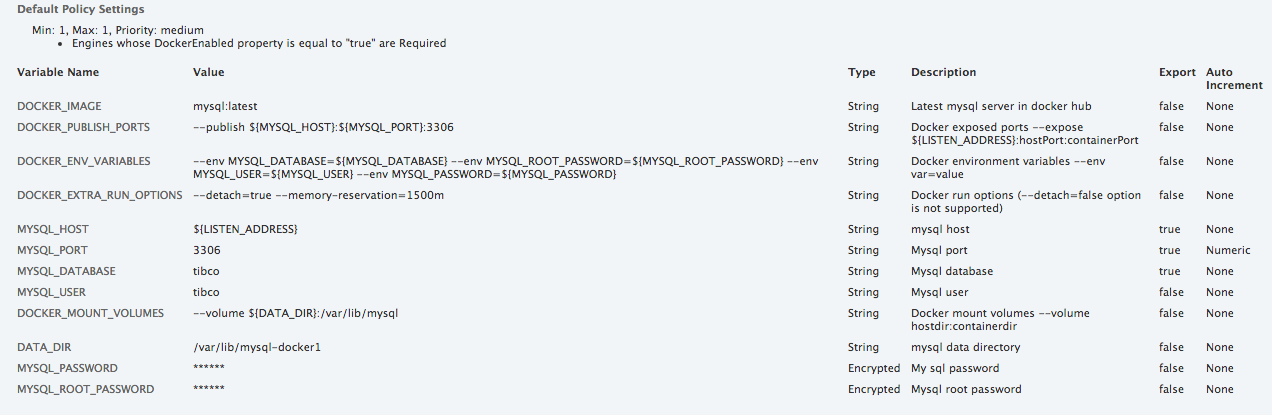 Default Policy Settings
Min: 1, Max: 1, Priority: medium
• Engines whose DockerEnabled property is equal to "true" are Required
Variable Name Value Type Description Export Auto Increment
DOCKER_IMAGE mysql:latest String Latest mysql server in docker hub false None
DOCKER_PUBLISH_PORTS --publish ${MYSQL_HOST}:${MYSQL_PORT}:3306 String Docker exposed ports --expose false None
${LISTEN_ADDRESS}:hostPort:containerPort
DOCKER_ENV_VARIABLES --env MYSQL_DATABASE=${MYSQL_DATABASE} --env MYSQL_ROOT_PASSWORD=${MYSQL_ROOT_PASSWORD} --env String Docker environment variables --env false None
MYSQL_USER=${MYSQL_USER} --env MYSQL_PASSWORD=${MYSQL_PASSWORD} var=value
DOCKER_EXTRA_RUN_OPTIONS --detach=true --memory-reservation=1500m String Docker run options (--detach=false option false None
is not supported)
MYSQL_HOST ${LISTEN_ADDRESS} String mysql host true None
MYSQL_PORT 3306 String Mysql port true Numeric
MYSQL_DATABASE tibco String Mysql database true None
MYSQL_USER tibco String Mysql user false None
DOCKER_MOUNT_VOLUMES --volume ${DATA_DIR}:/var/lib/mysql String Docker mount volumes --volume false None
hostdir:containerdir
DATA_DIR /var/lib/mysql-docker1 String mysql data directory false None
MYSQL_PASSWORD ****** Encrypted My sql password false None
MYSQL_ROOT_PASSWORD ****** Encrypted Mysql root password false None